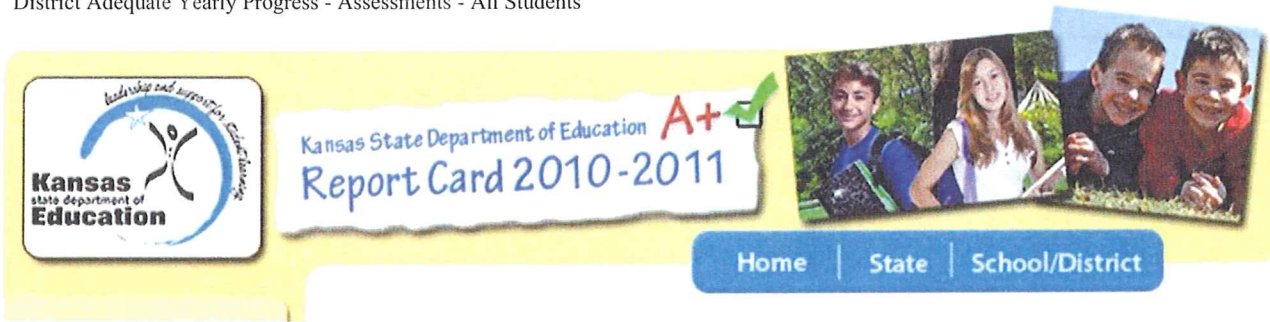 District Adequate Yearly Progress - Assessments - All Students
leadership and support for student learning
Kansas
state department of
Education
Kansas State Department of Education A+
Report Card 2010-2011
Home | State | School/District